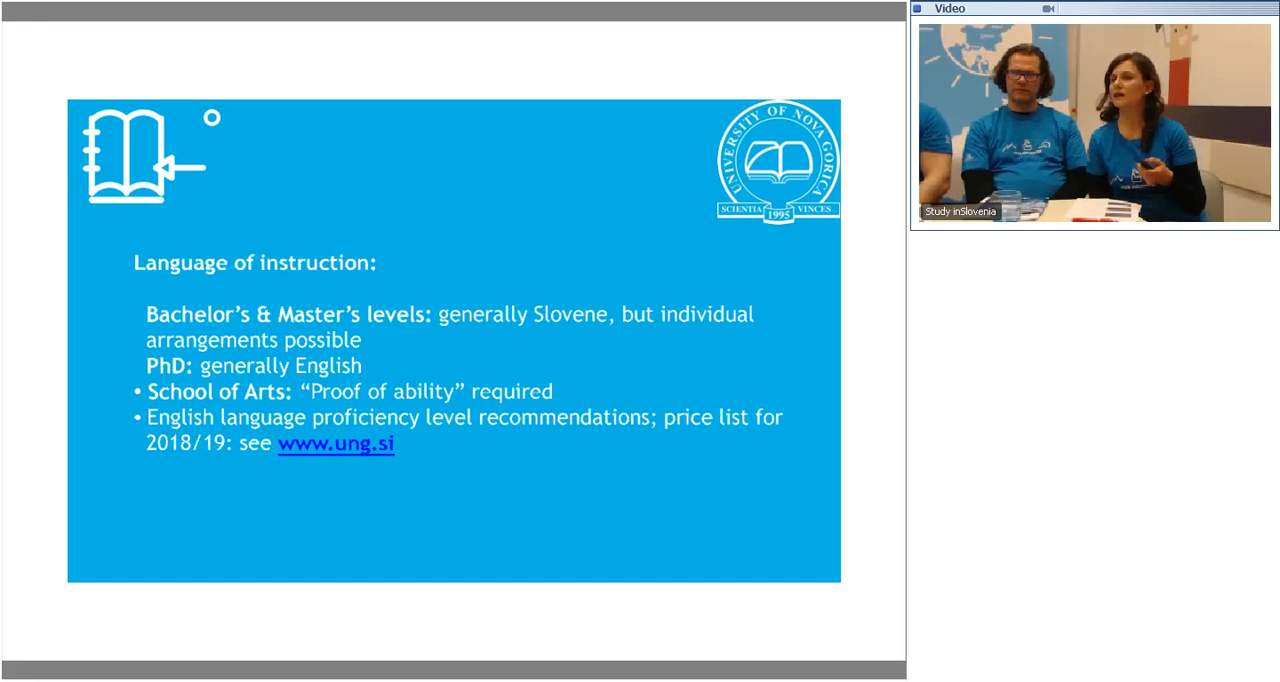 Video
UNIVERSITY OF NOVA GORICA
SCIENTIA 1995 VINCES
Language of instruction:
Bachelor’s & Master’s levels: generally Slovene, but individual
arrangements possible
PhD: generally English
• School of Arts: “Proof of ability” required
• English language proficiency level recommendations; price list for
2018/19: see www.ung.si
Study inSlovenia